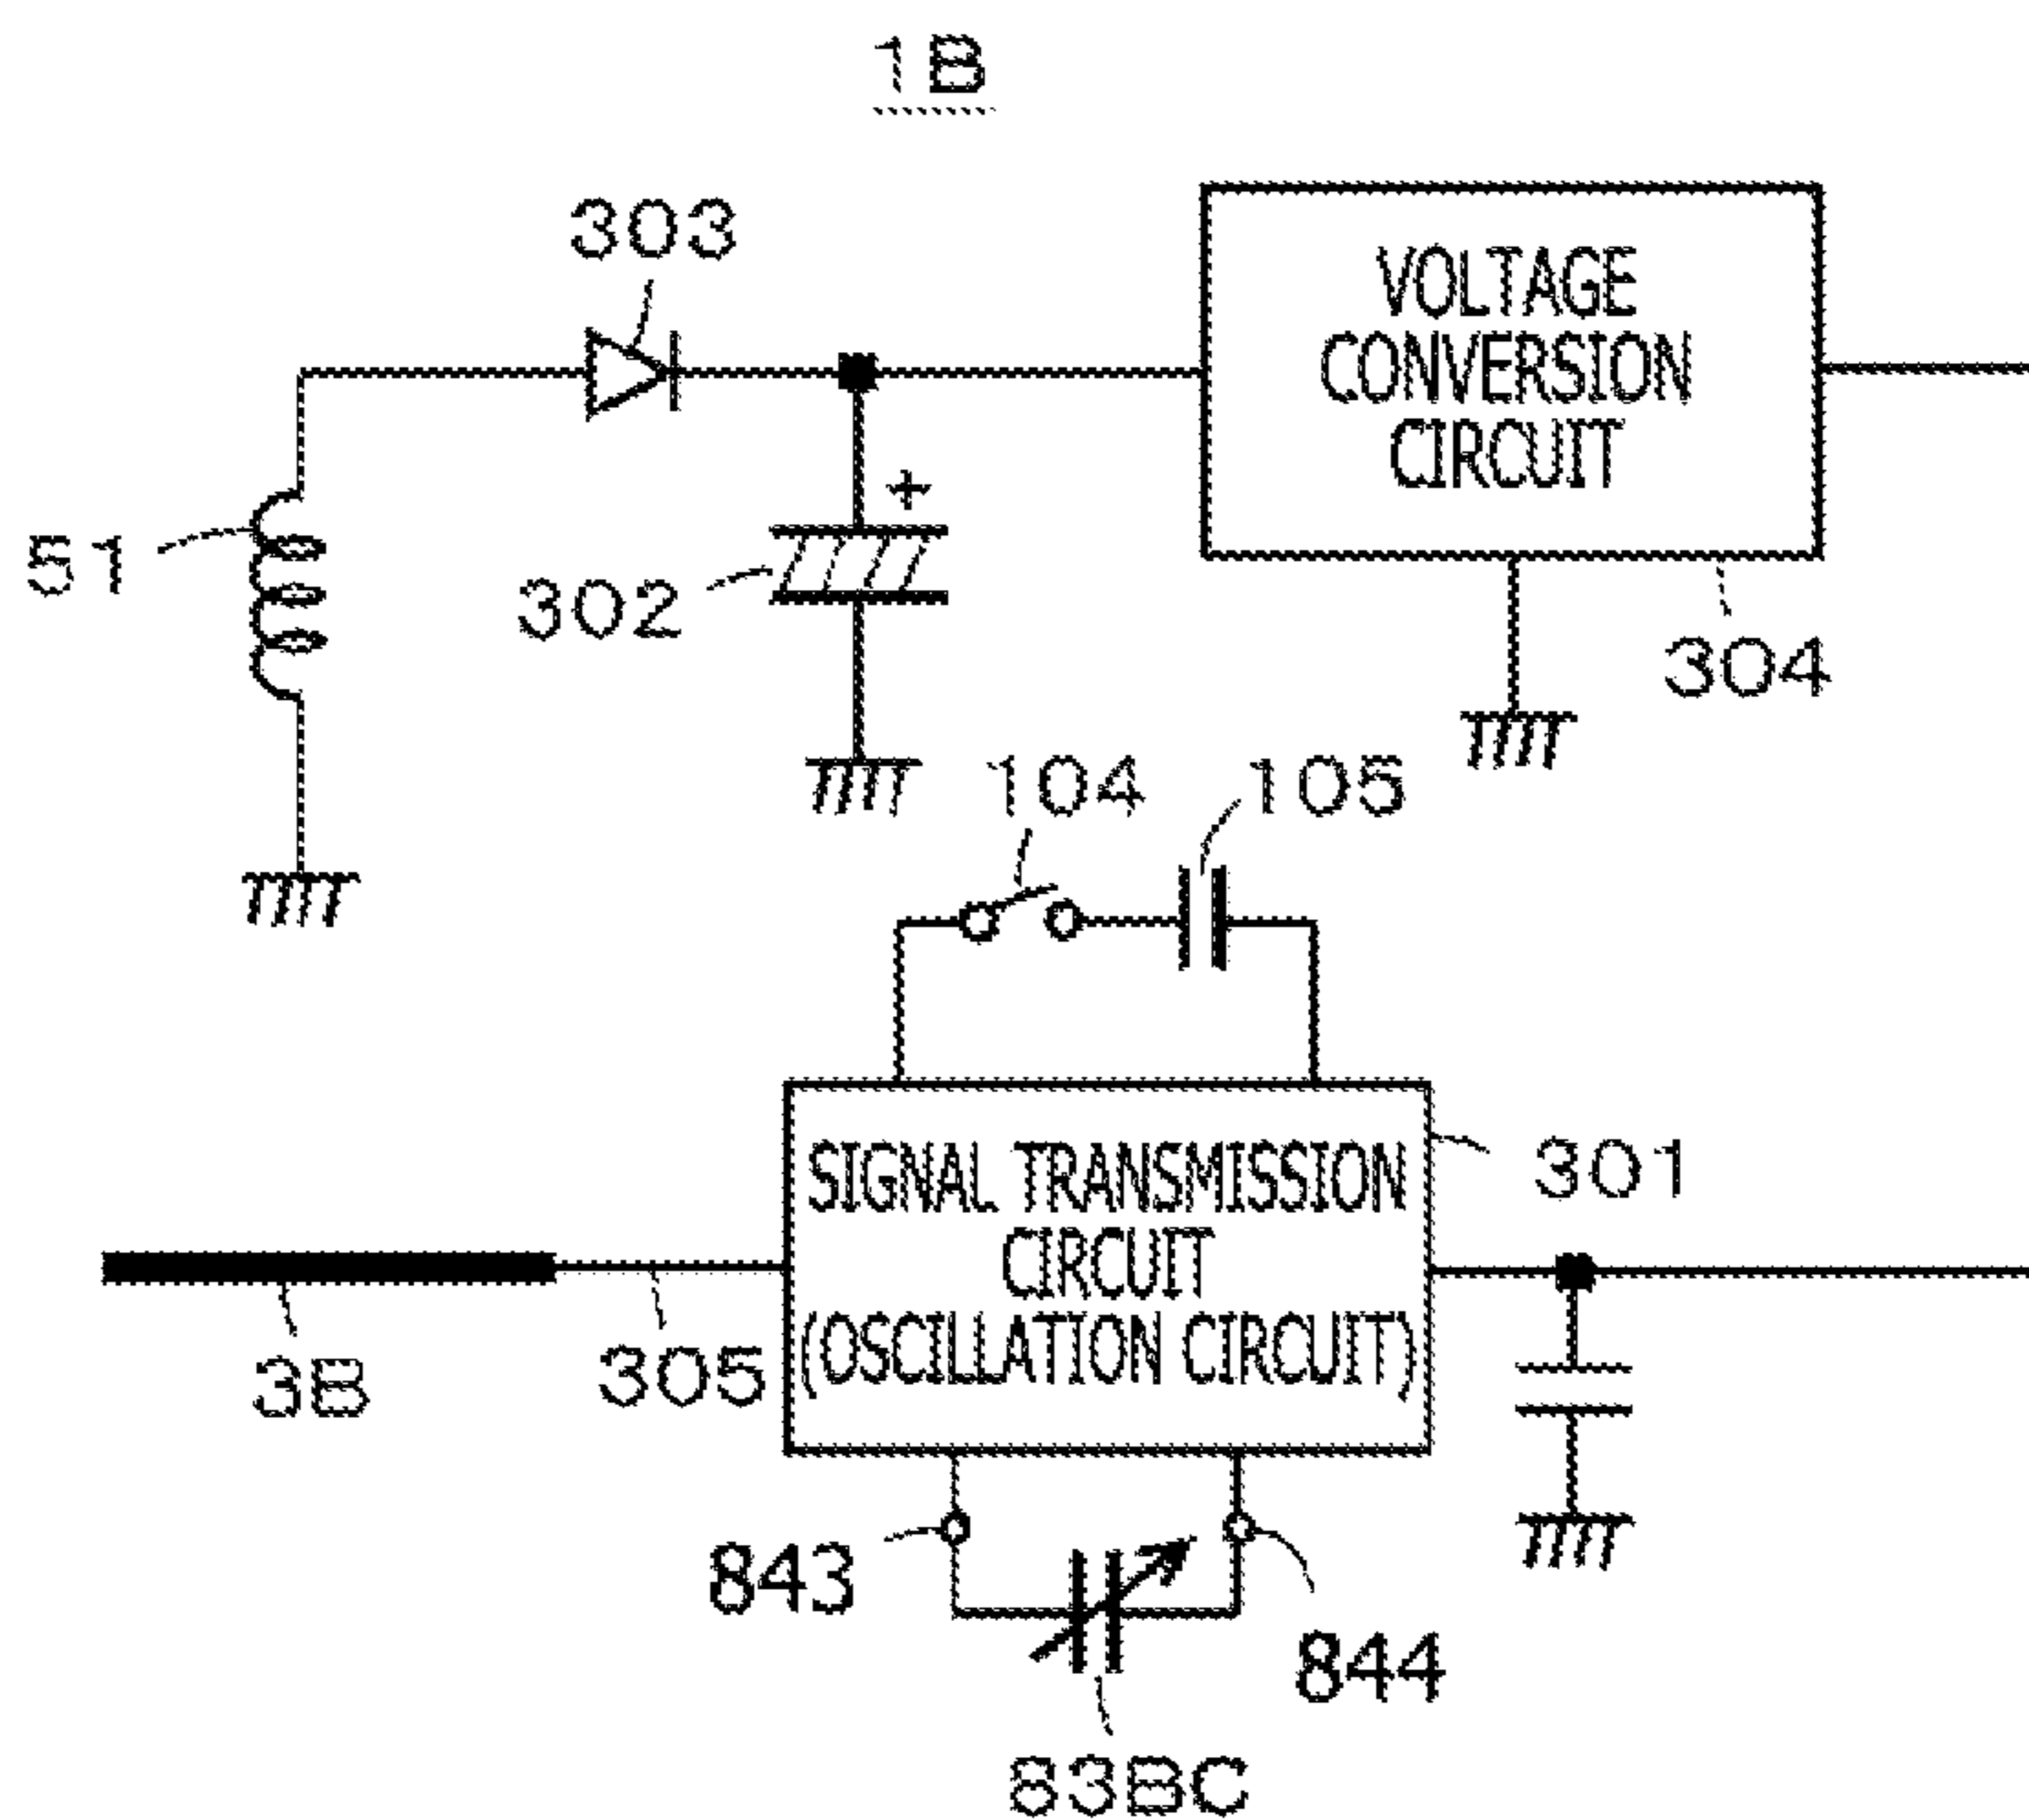 1B
303
VOLTAGE
CONVERSION
CIRCUIT
+
51
302
304
104
105
SIGNAL TRANSMISSION
CIRCUIT
(OSCILLATION CIRCUIT)
301
3B
305
843
844
83BC